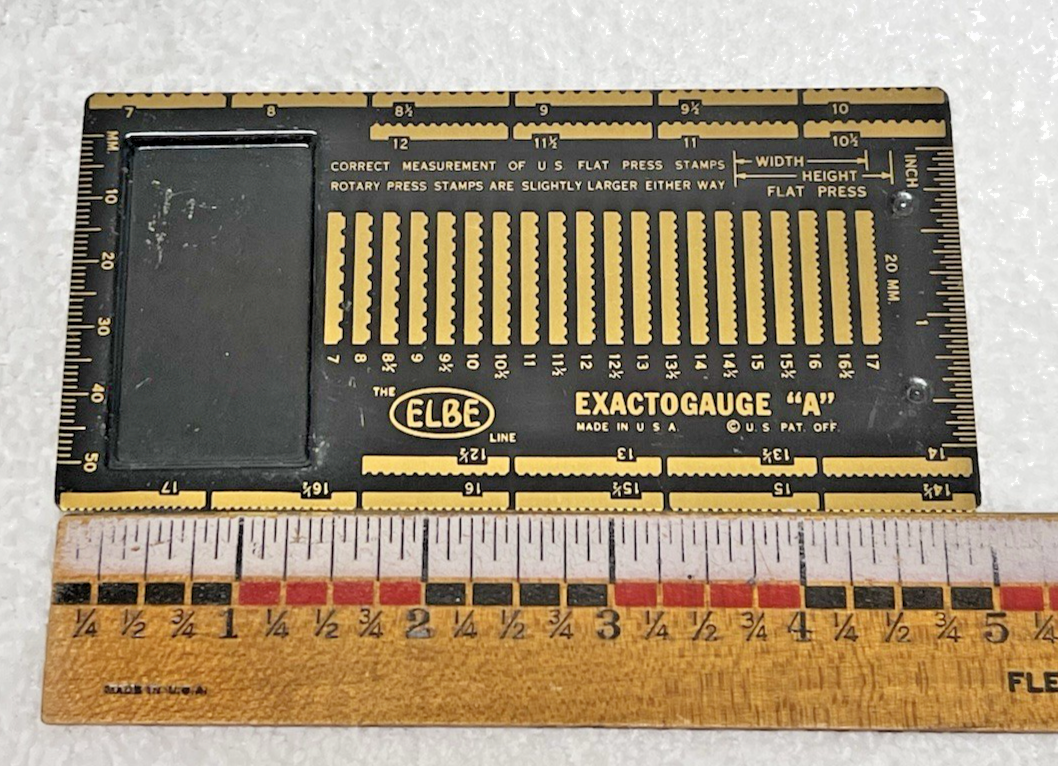 7 8 8½ 9 9½ 10
12 11½ 11 10½
MM 10 20 30 40 50
CORRECT MEASUREMENT OF U S FLAT PRESS STAMPS
ROTARY PRESS STAMPS ARE SLIGHTLY LARGER EITHER WAY
WIDTH
HEIGHT
FLAT PRESS
INCH
20 MM.
1
7 8 8½ 9 9½ 10 10½ 11 11½ 12 12½ 13 13½ 14 14½ 15 15½ 16 16½ 17
THE
ELBE
LINE
EXACTOGAUGE "A"
MADE IN U S A.
© U.S PAT. OFF.
12½ 13 13½ 14
17 16½ 16 15½ 15 14½
¼ ½ ¾ 1 ¼ ½ ¾ 2 ¼ ½ ¾ 3 ¼ ½ ¾ 4 ¼ ½ ¾ 5 ¼
MADE IN U.S.A.
FLE